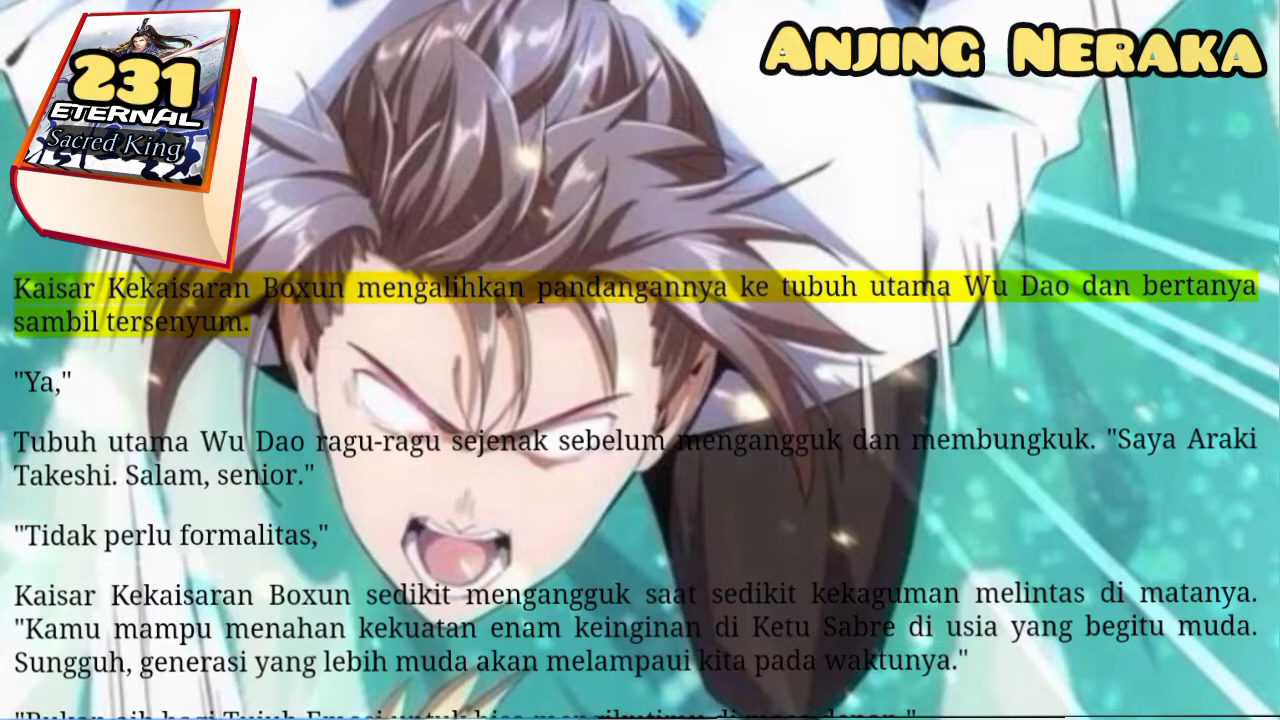 231
ETERNAL
Sacred King
ANJING NERAKA
Kaisar Kekaisaran Boxun mengalihkan pandangannya ke tubuh utama Wu Dao dan bertanya
sambil tersenyum.
"Ya,"
Tubuh utama Wu Dao ragu-ragu sejenak sebelum mengangguk dan membungkuk. "Saya Araki
Takeshi. Salam, senior."
"Tidak perlu formalitas,"
Kaisar Kekaisaran Boxun sedikit mengangguk saat sedikit kekaguman melintas di matanya.
"Kamu mampu menahan kekuatan enam keinginan di Ketu Sabre di usia yang begitu muda.
Sungguh, generasi yang lebih muda akan melampaui kita pada waktunya."